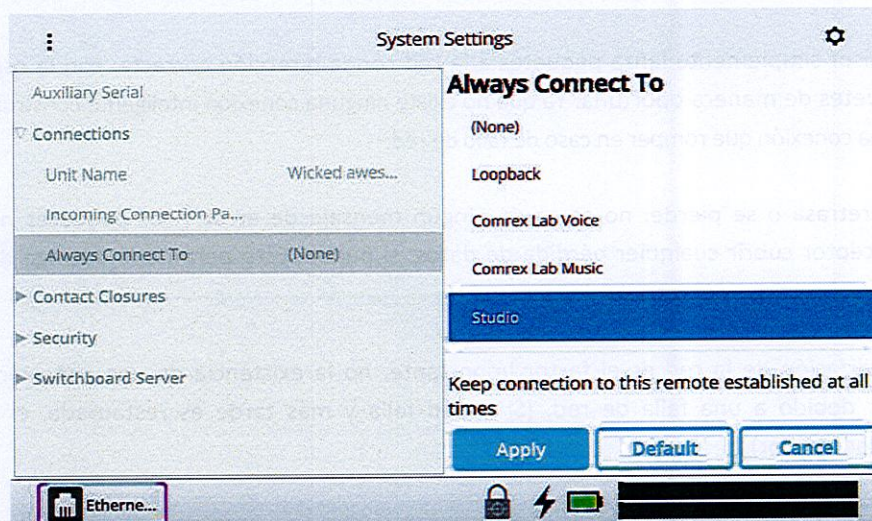 System Settings
Auxiliary Serial
Connections
Unit Name Wicked awes...
Incoming Connection Pa...
Always Connect To (None)
Contact Closures
Security
Switchboard Server
Always Connect To
(None)
Loopback
Comrex Lab Voice
Comrex Lab Music
Studio
Keep connection to this remote established at all
times
Apply Default Cancel
Etherne...